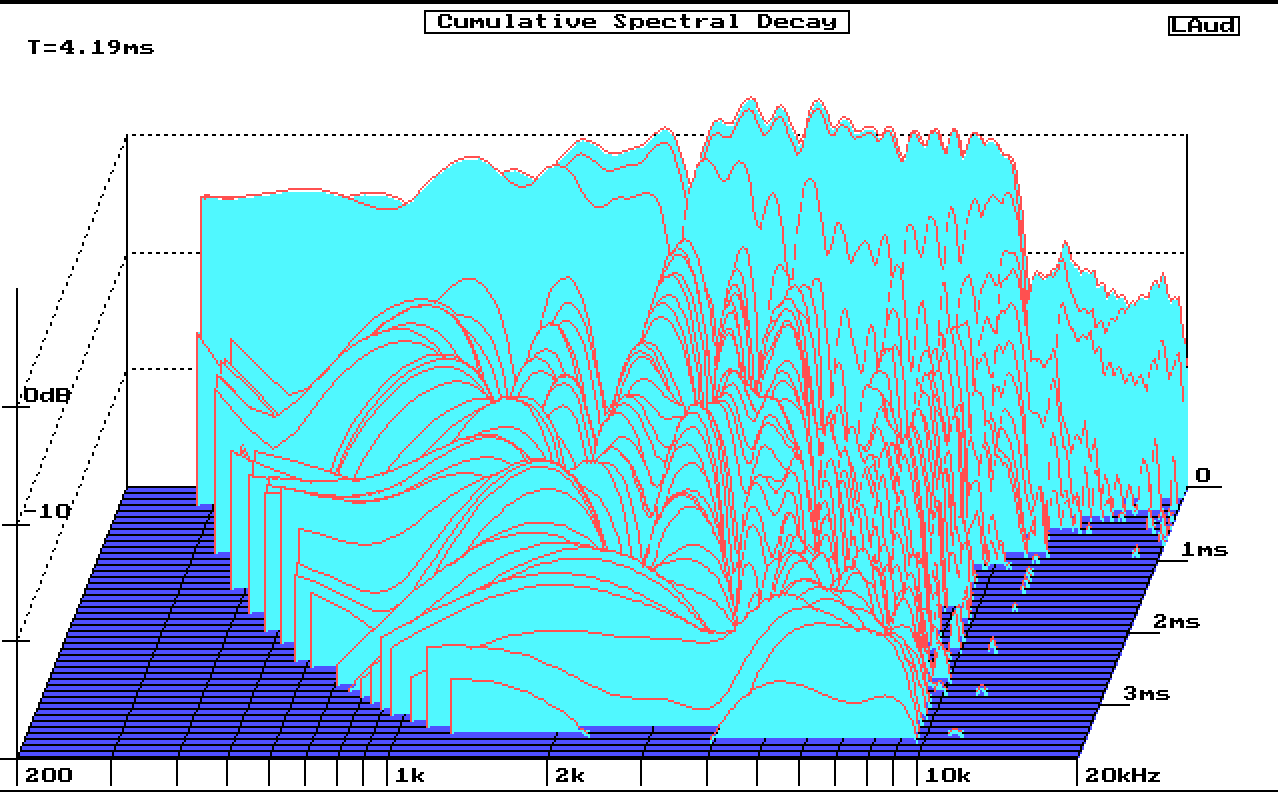 Cumulative Spectral Decay
LAud
T=4.19ms
0dB
-10
0
1ms
2ms
3ms
200 1k 2k 10k 20kHz